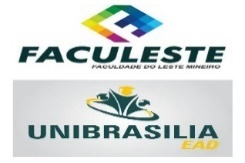 FACULESTE
FACULDADE DO LESTE MINEIRO
UNIBRASILIA
EAD